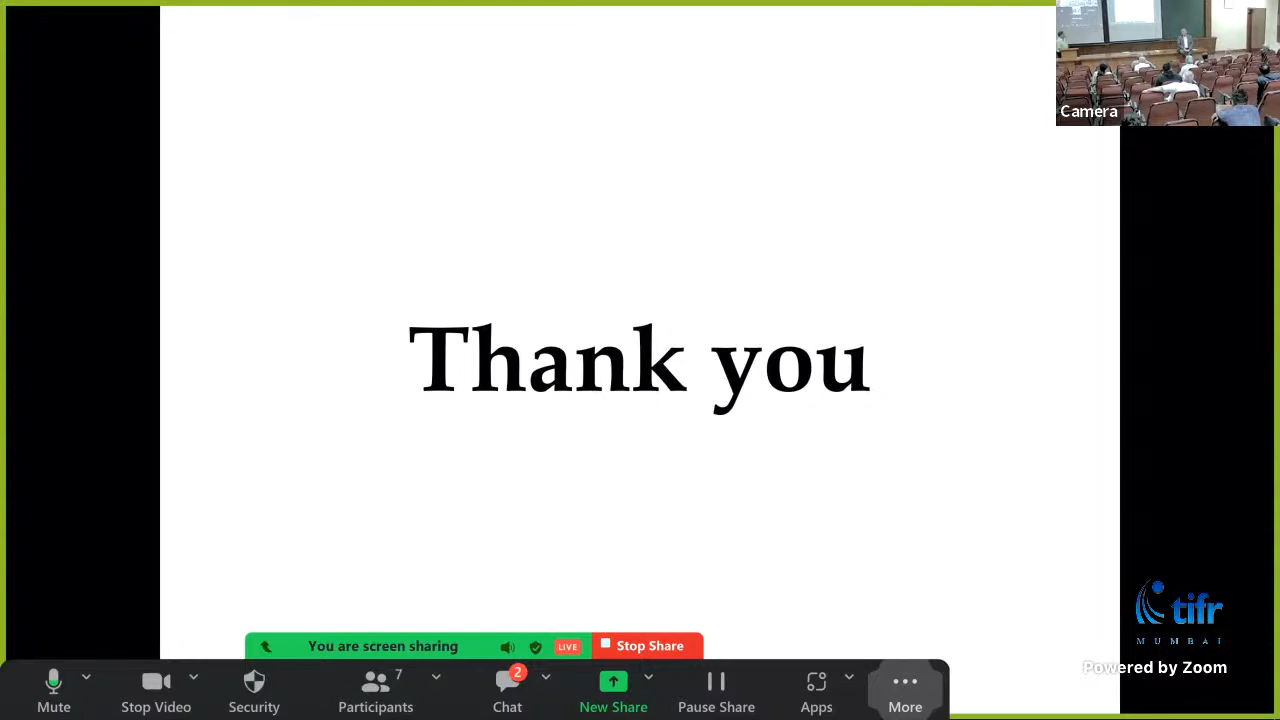 Camera
Thank you
tifr
MUMBAI
Powered by Zoom
You are screen sharing
LIVE
Stop Share
7
2
Mute
Stop Video
Security
Participants
Chat
New Share
Pause Share
Apps
More